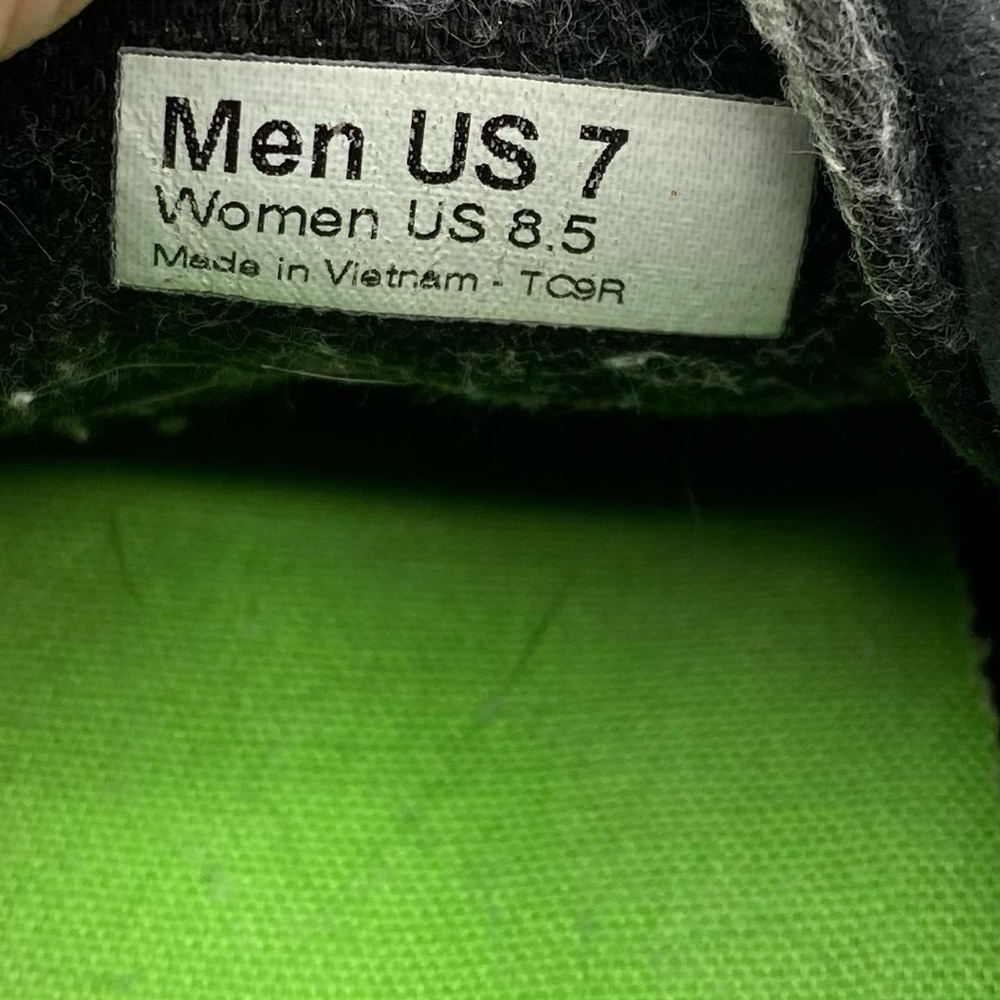 Men US 7
Women US 8.5
Made in Vietnam - TC9R